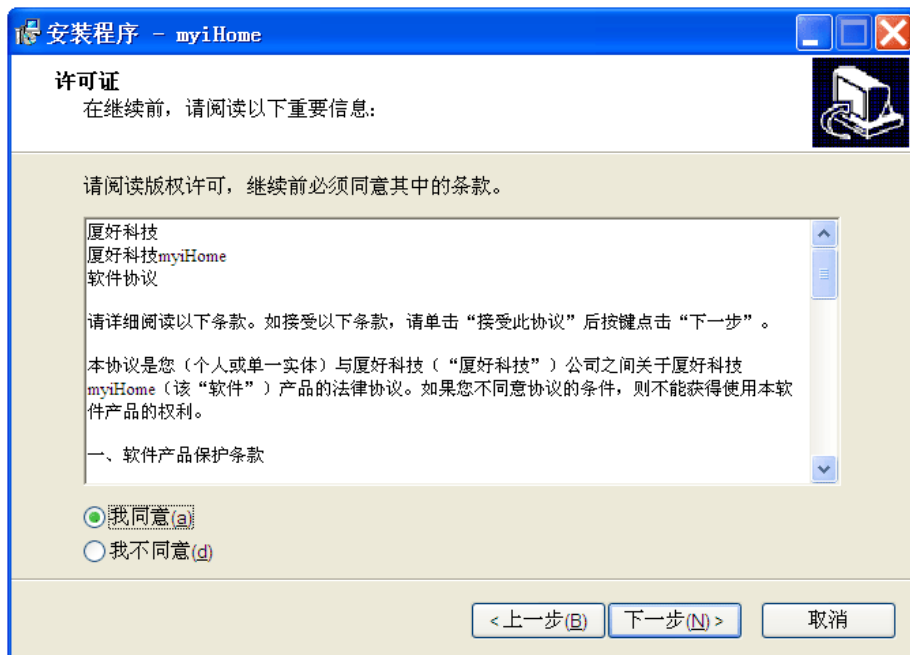 安装程序 - myiHome
许可证
在继续前，请阅读以下重要信息:
请阅读版权许可，继续前必须同意其中的条款。
厦好科技
厦好科技myiHome
软件协议
请详细阅读以下条款。如接受以下条款，请单击“接受此协议”后按键点击“下一步”。
本协议是您（个人或单一实体）与厦好科技（“厦好科技”）公司之间关于厦好科技
myiHome（该“软件”）产品的法律协议。如果您不同意协议的条件，则不能获得使用本软
件产品的权利。
一、软件产品保护条款
我同意(a)
我不同意(d)
<上一步(B) 下一步(N)> 取消